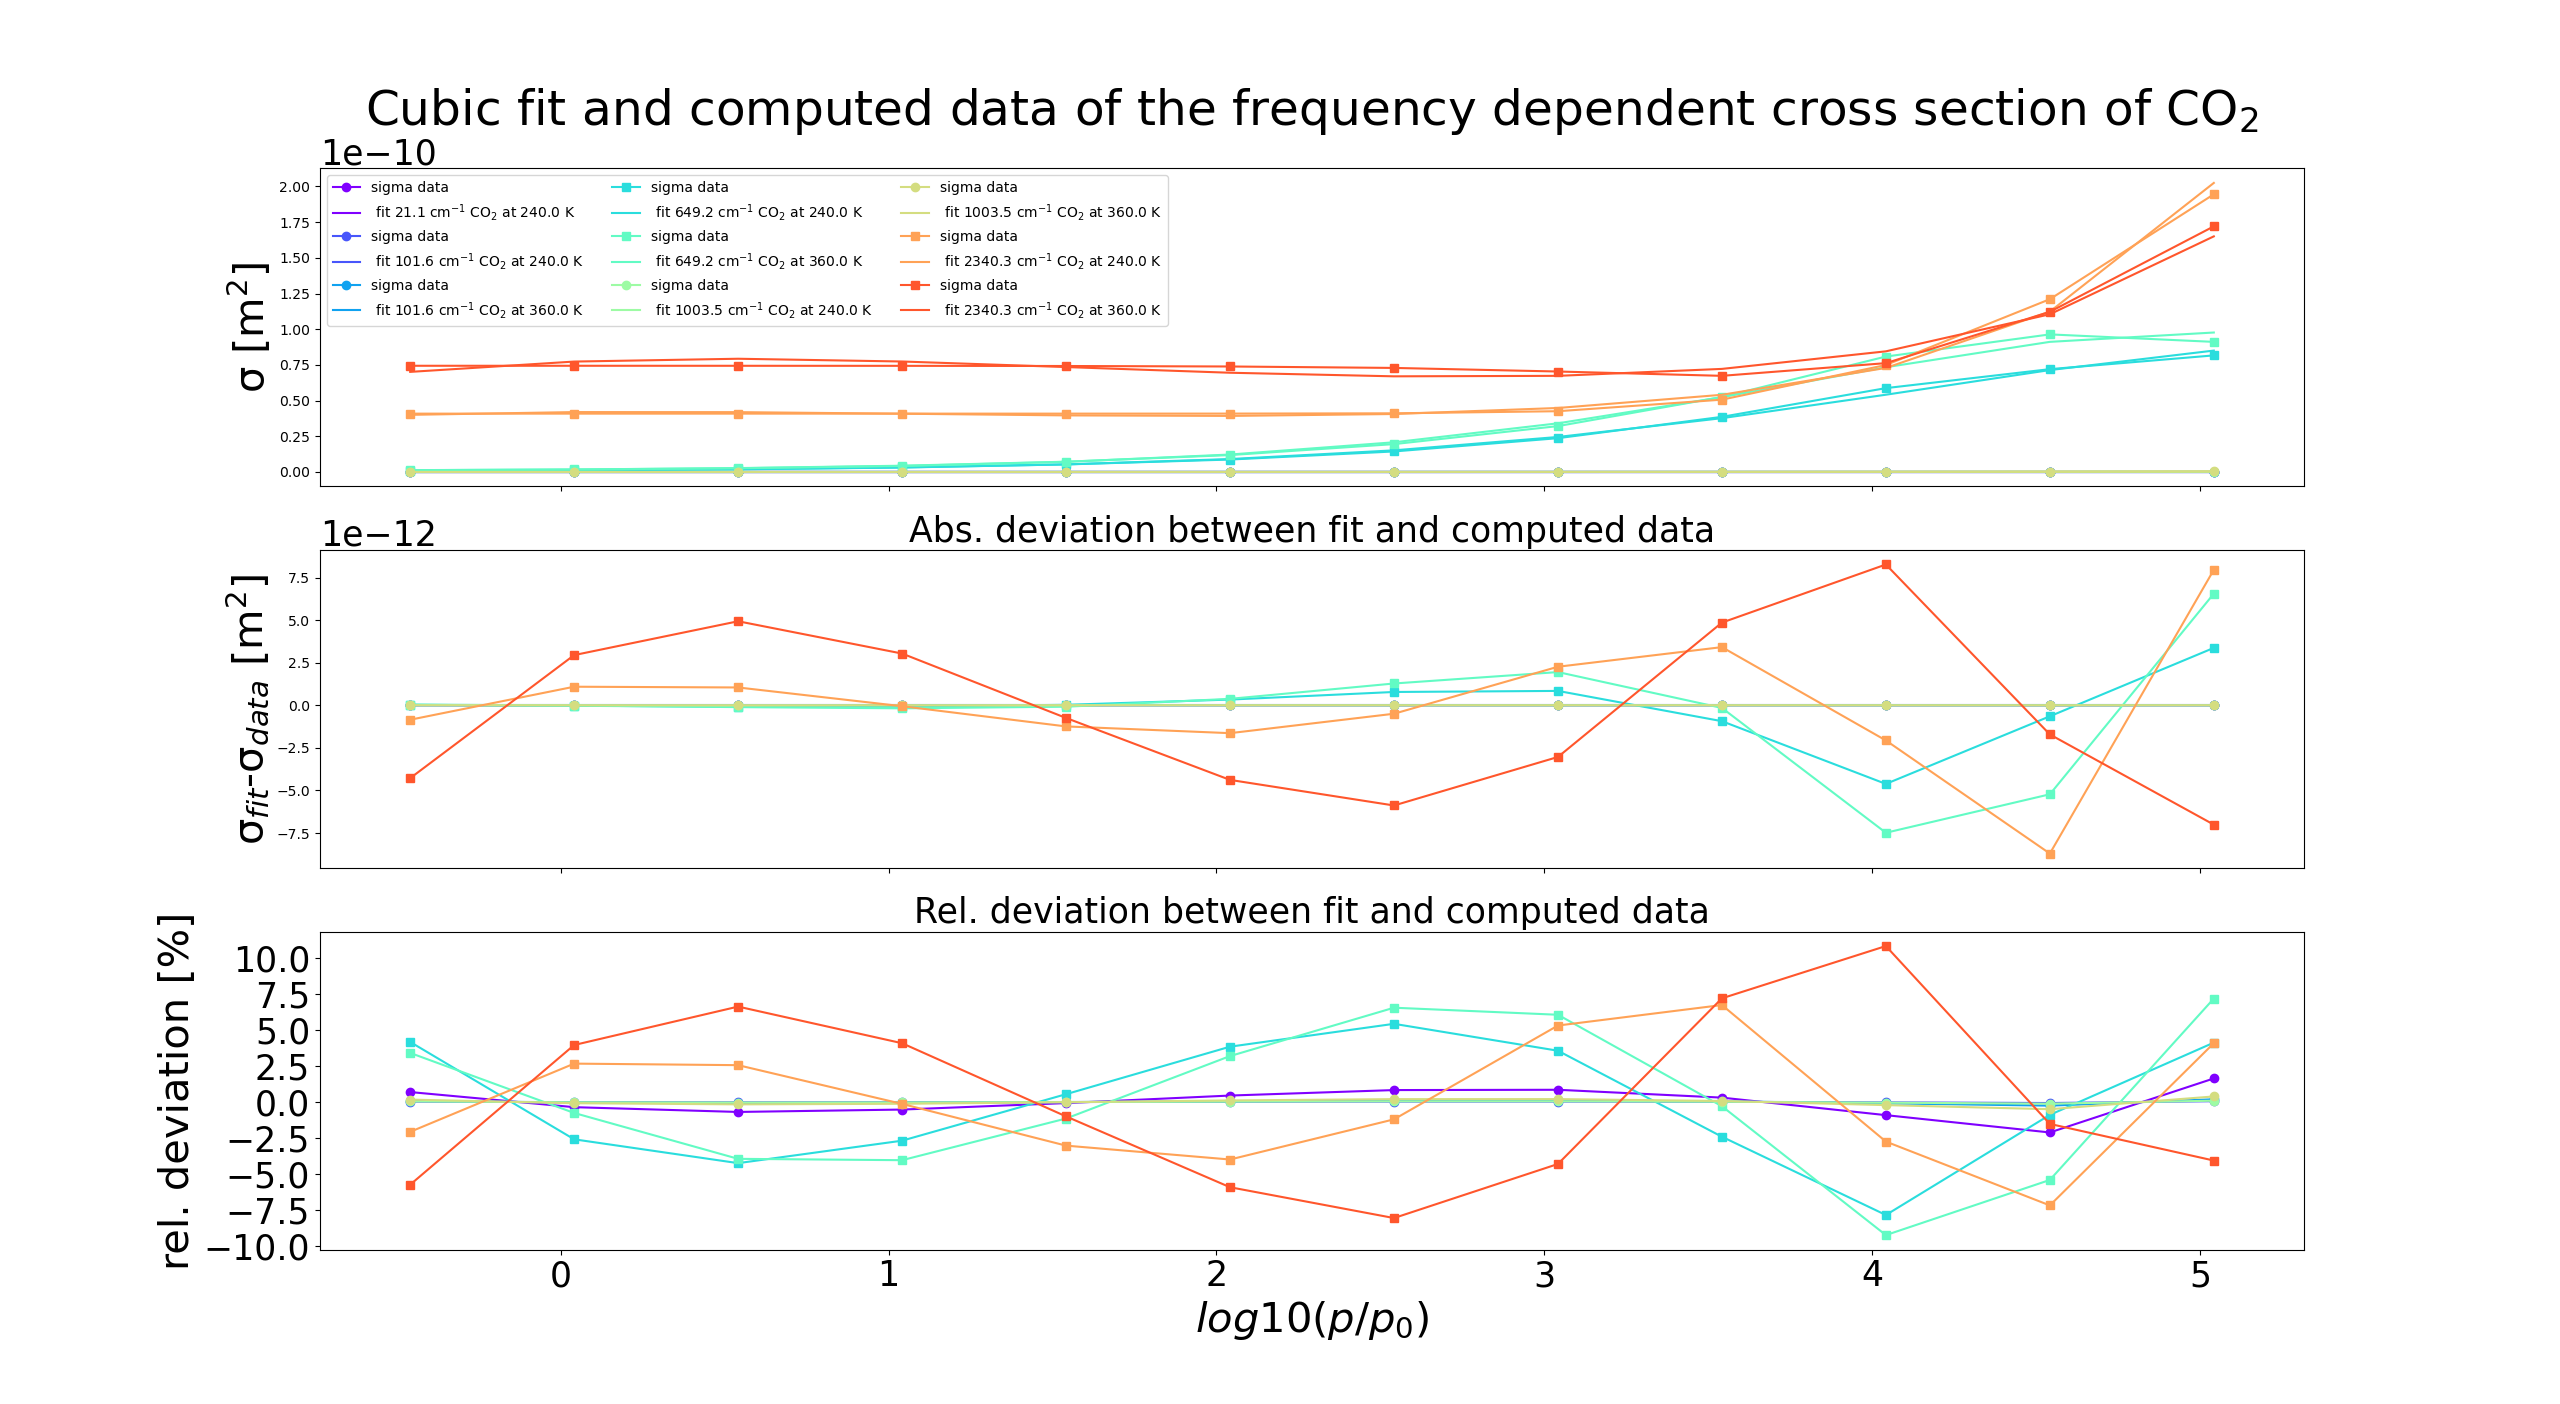 Cubic fit and computed data of the frequency dependent cross section of CO₂
1e−10
σ [m²]
2.00
1.75
1.50
1.25
1.00
0.75
0.50
0.25
0.00
sigma data
fit 21.1 cm⁻¹ CO₂ at 240.0 K
sigma data
fit 101.6 cm⁻¹ CO₂ at 240.0 K
sigma data
fit 101.6 cm⁻¹ CO₂ at 360.0 K
sigma data
fit 649.2 cm⁻¹ CO₂ at 240.0 K
sigma data
fit 649.2 cm⁻¹ CO₂ at 360.0 K
sigma data
fit 1003.5 cm⁻¹ CO₂ at 240.0 K
sigma data
fit 1003.5 cm⁻¹ CO₂ at 360.0 K
sigma data
fit 2340.3 cm⁻¹ CO₂ at 240.0 K
sigma data
fit 2340.3 cm⁻¹ CO₂ at 360.0 K
Abs. deviation between fit and computed data
1e−12
σ_fit-σ_data [m²]
7.5
5.0
2.5
0.0
−2.5
−5.0
−7.5
Rel. deviation between fit and computed data
rel. deviation [%]
10.0
7.5
5.0
2.5
0.0
−2.5
−5.0
−7.5
−10.0
0 1 2 3 4 5
log10(p/p₀)